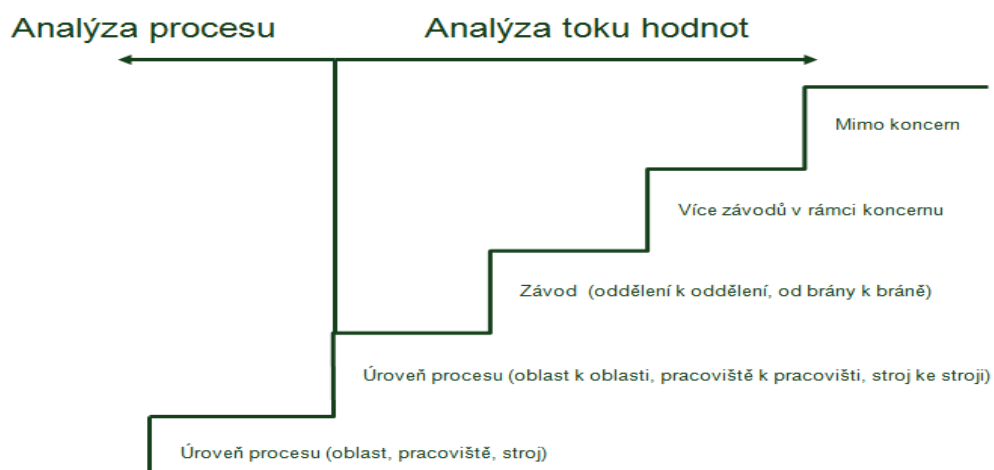 Analýza procesu
Analýza toku hodnot
Mimo koncern
Více závodů v rámci koncernu
Závod (oddělení k oddělení, od brány k bráně)
Úroveň procesu (oblast k oblasti, pracoviště k pracovišti, stroj ke stroji)
Úroveň procesu (oblast, pracoviště, stroj)